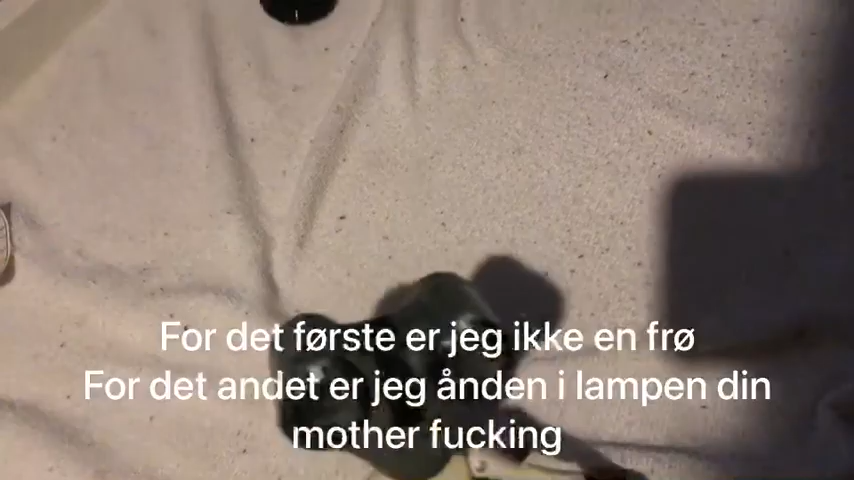 For det første er jeg ikke en frø
For det andet er jeg ånden i lampen din
mother fucking